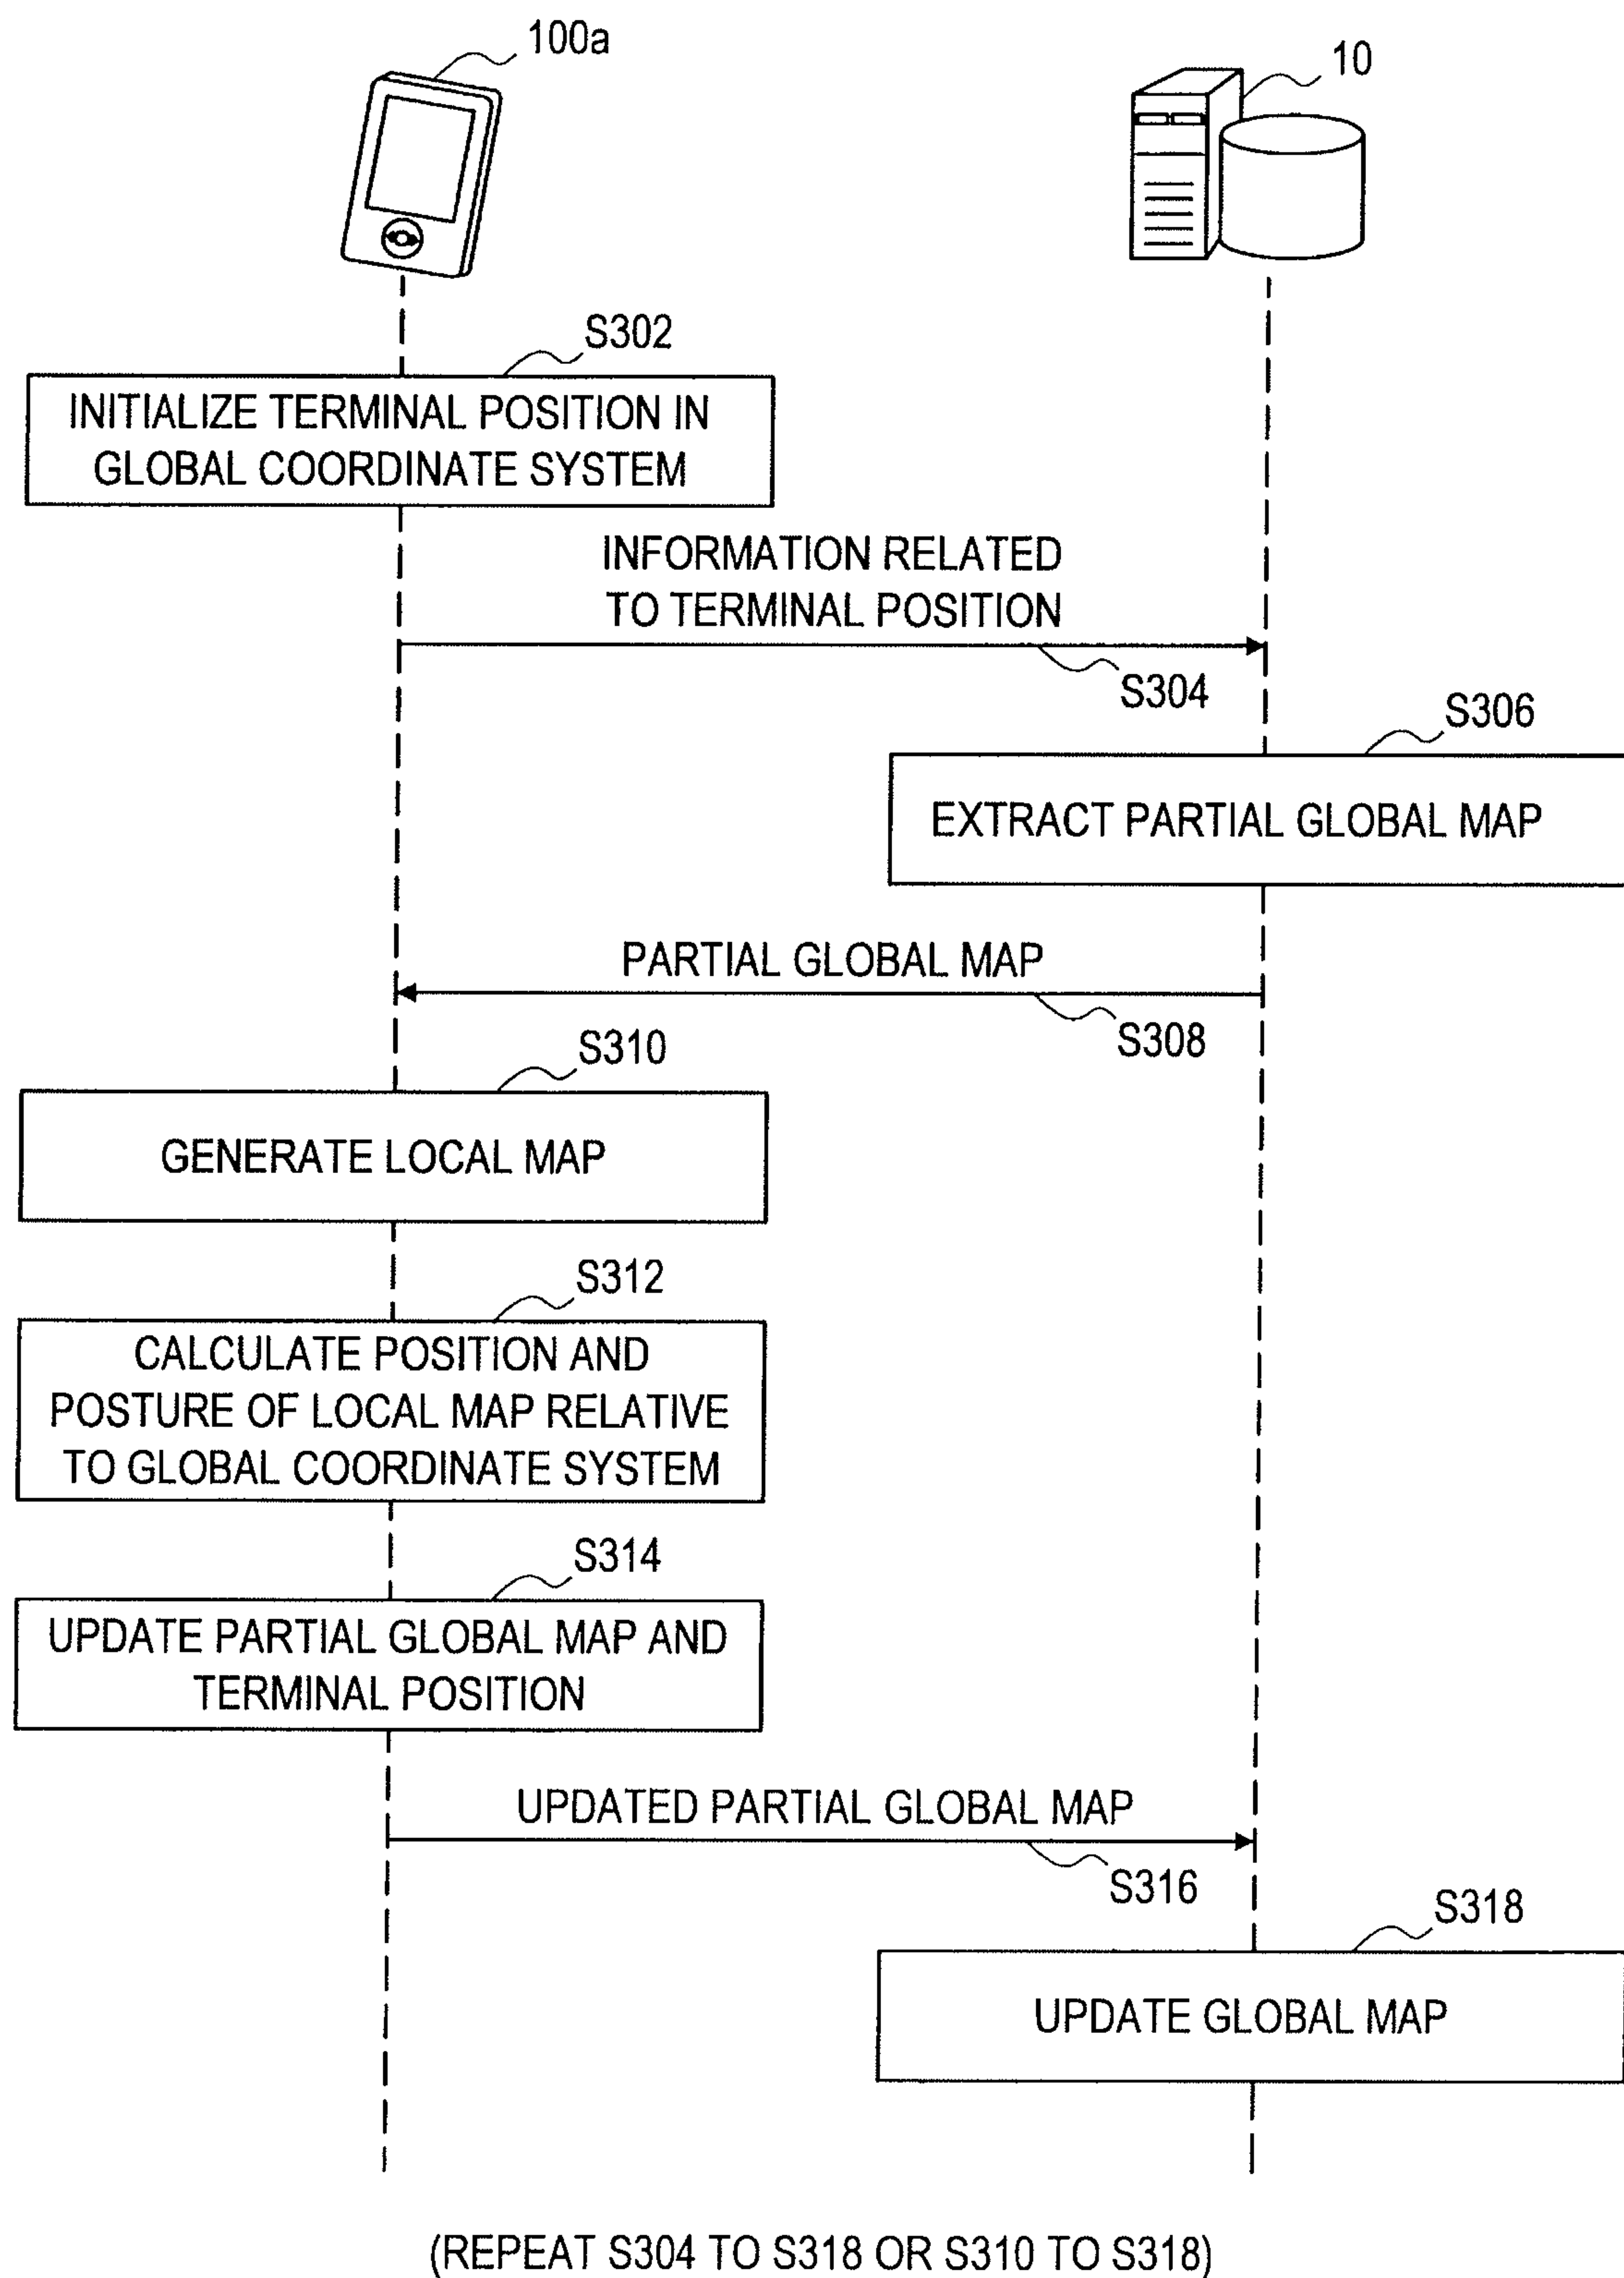 100a
10
S302
INITIALIZE TERMINAL POSITION IN
GLOBAL COORDINATE SYSTEM
INFORMATION RELATED
TO TERMINAL POSITION
S304
S306
EXTRACT PARTIAL GLOBAL MAP
PARTIAL GLOBAL MAP
S308
S310
GENERATE LOCAL MAP
S312
CALCULATE POSITION AND
POSTURE OF LOCAL MAP RELATIVE
TO GLOBAL COORDINATE SYSTEM
S314
UPDATE PARTIAL GLOBAL MAP AND
TERMINAL POSITION
UPDATED PARTIAL GLOBAL MAP
S316
S318
UPDATE GLOBAL MAP
(REPEAT S304 TO S318 OR S310 TO S318)